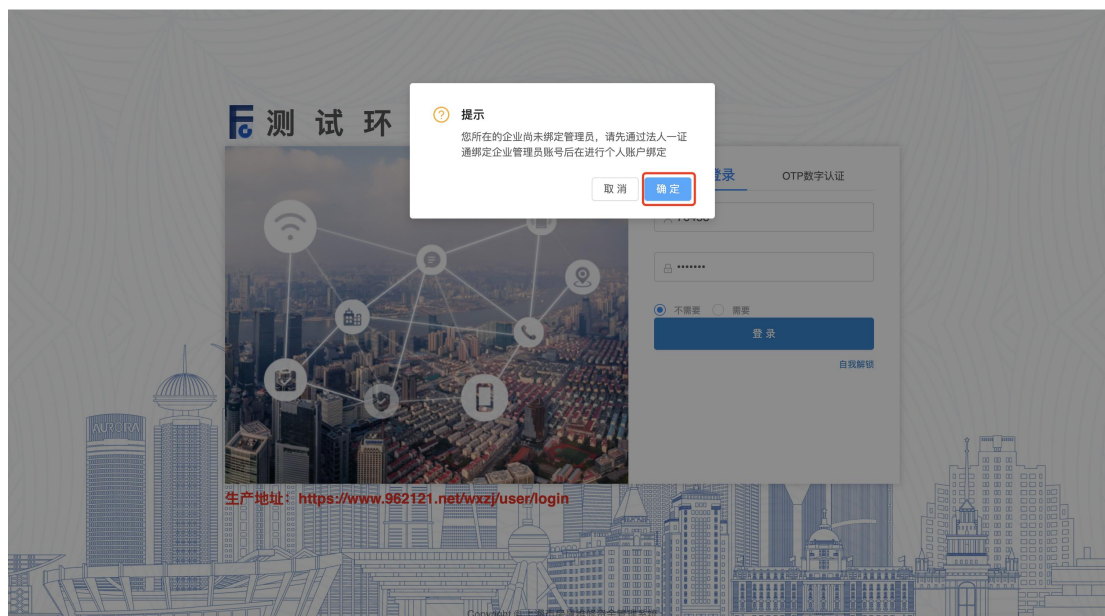 测 试 环
提示
您所在的企业尚未绑定管理员，请先通过法人一证
通绑定企业管理员账号后在进行个人账户绑定
取 消
确 定
登录
OTP数字认证
•••••••
不需要
需要
登 录
自我解锁
AURORA
生产地址：https://www.962121.net/wxzj/user/login